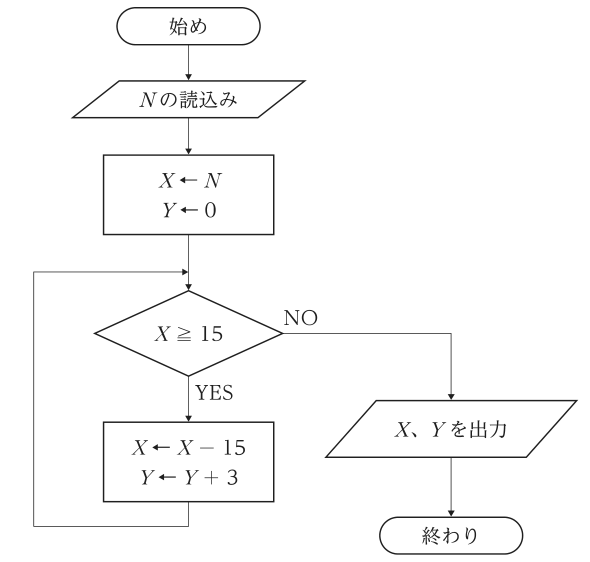 始め
Nの読込み
X ← N
Y ← 0
X ≧ 15
NO
YES
X ← X − 15
Y ← Y + 3
X、Yを出力
終わり